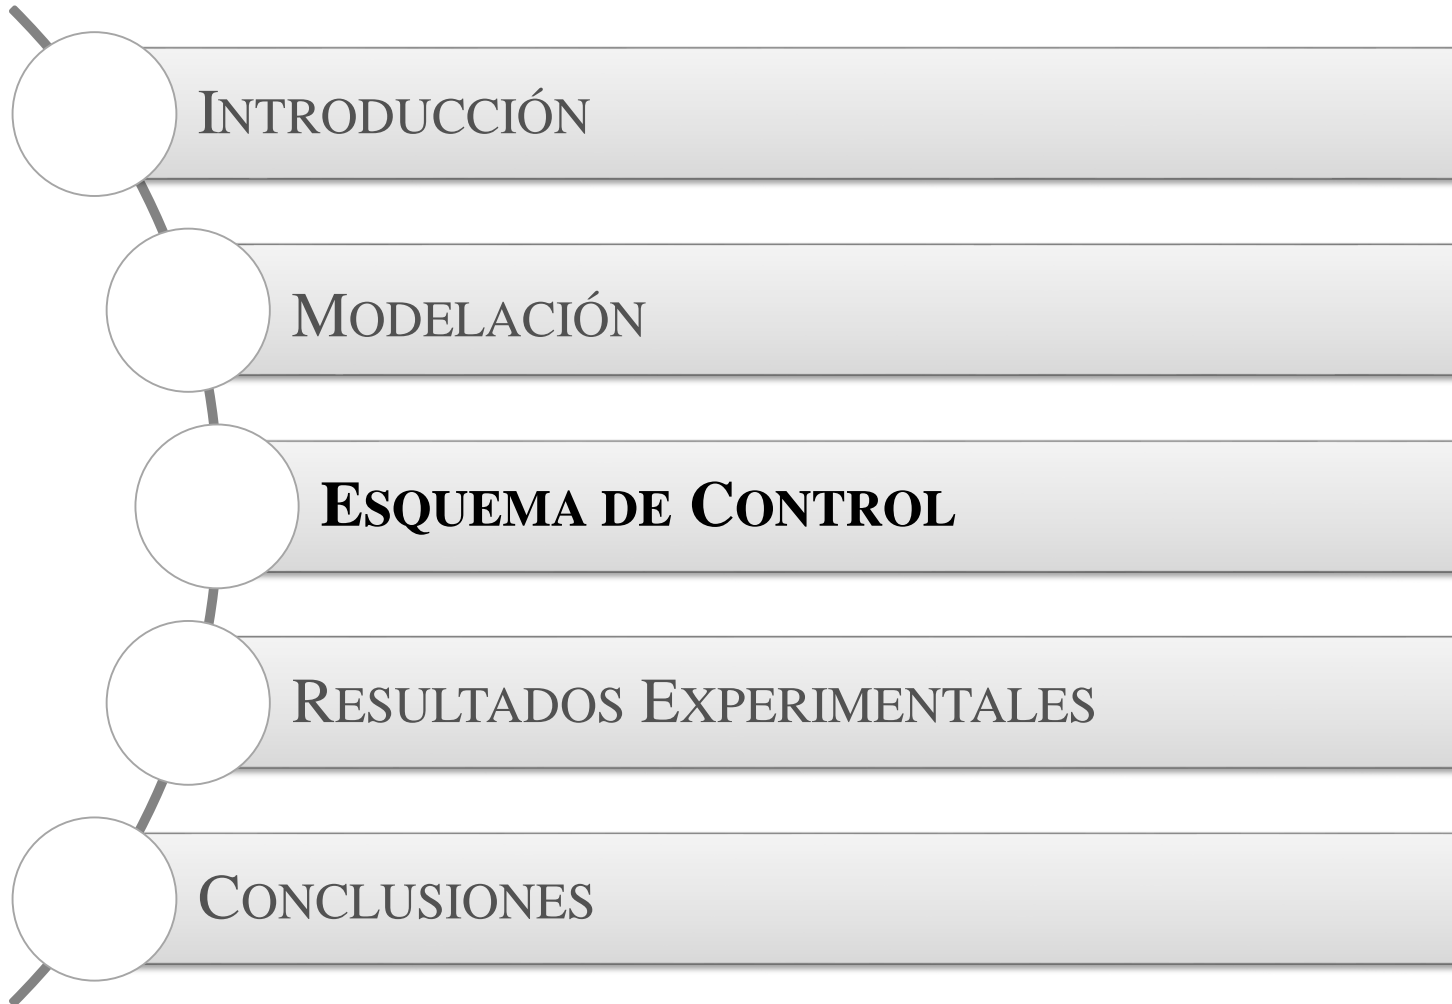 INTRODUCCIÓN
MODELACIÓN
ESQUEMA DE CONTROL
RESULTADOS EXPERIMENTALES
CONCLUSIONES